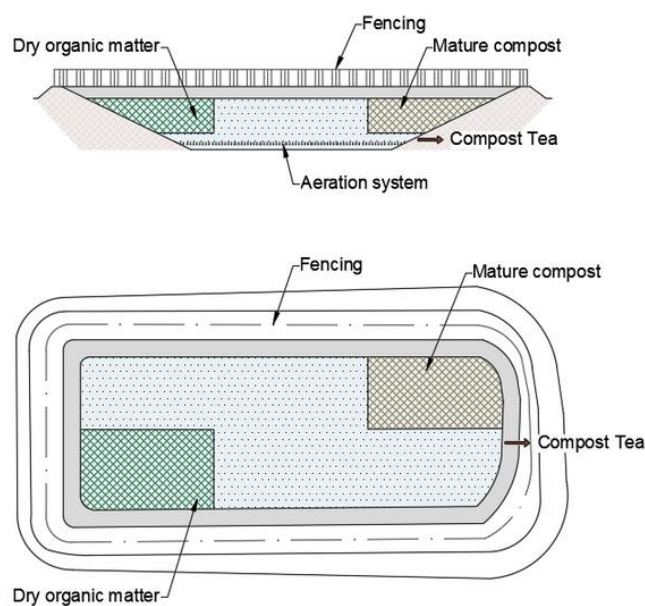 Fencing
Dry organic matter
Mature compost
Compost Tea
Aeration system
Fencing
Mature compost
Compost Tea
Dry organic matter